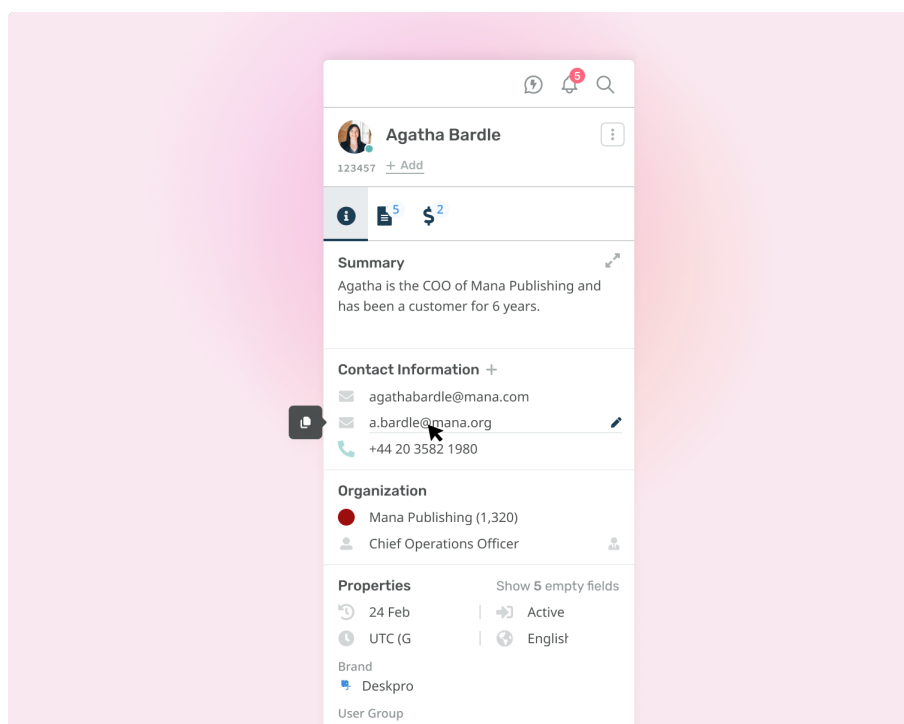 5
Agatha Bardle
123457 + Add
5 2
Summary
Agatha is the COO of Mana Publishing and
has been a customer for 6 years.
Contact Information +
agathabardle@mana.com
a.bardle@mana.org
+44 20 3582 1980
Organization
Mana Publishing (1,320)
Chief Operations Officer
Properties Show 5 empty fields
24 Feb Active
UTC (G English
Brand
Deskpro
User Group